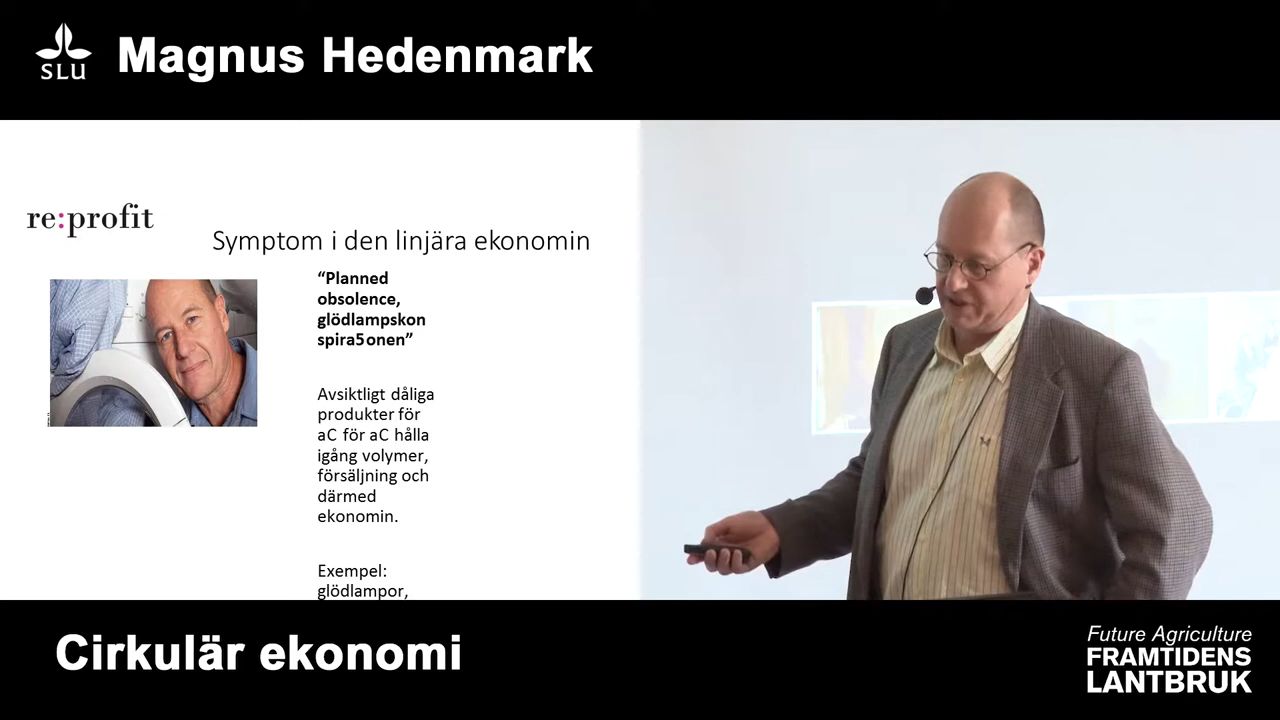 SLU
Magnus Hedenmark
re:profit
Symptom i den linjära ekonomin
“Planned
obsolence,
glödlampskon
spira5onen”
Avsiktligt dåliga
produkter för
aC för aC hålla
igång volymer,
försäljning och
därmed
ekonomin.
Exempel:
glödlampor,
Cirkulär ekonomi
Future Agriculture
FRAMTIDENS
LANTBRUK